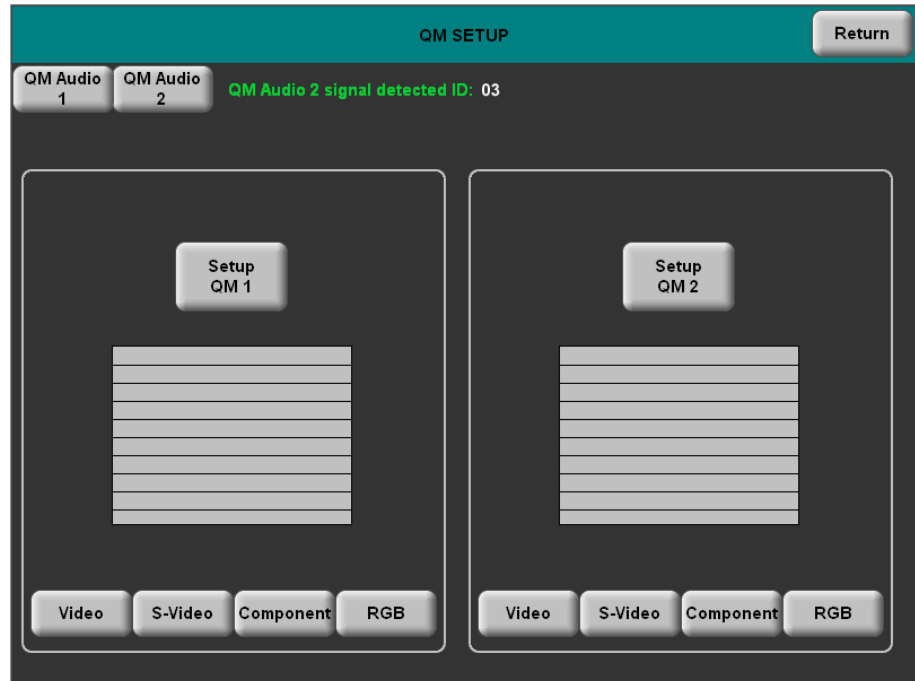 QM SETUP
Return
QM Audio
1
QM Audio
2
QM Audio 2 signal detected ID: 03
Setup
QM 1
Setup
QM 2
Video
S-Video
Component
RGB
Video
S-Video
Component
RGB